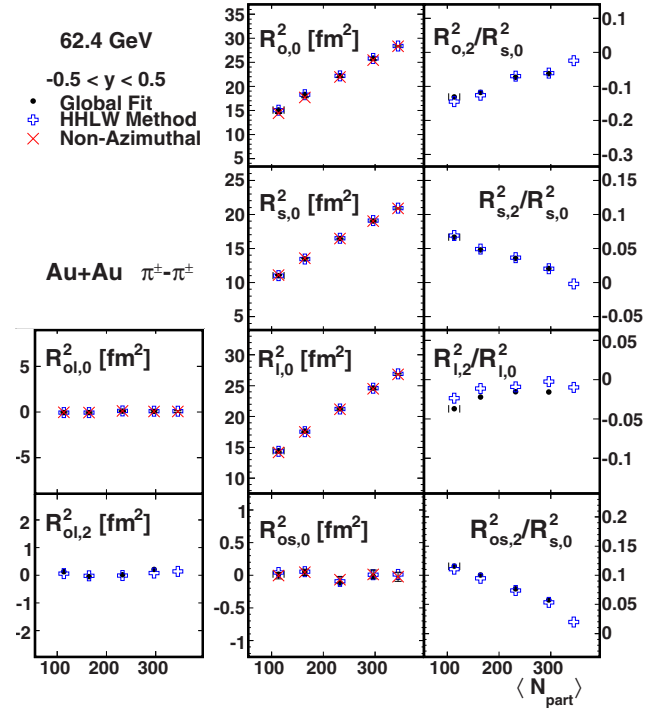 62.4 GeV
-0.5 < y < 0.5
Global Fit
HHLW Method
Non-Azimuthal
Au+Au π±-π±
R²o,0 [fm²]
35
30
25
20
15
10
5
R²o,2/R²s,0
0.1
0
-0.1
-0.2
-0.3
R²s,0 [fm²]
25
20
15
10
5
R²s,2/R²s,0
0.1
0.05
0
-0.05
R²ol,0 [fm²]
5
0
-5
R²l,0 [fm²]
30
25
20
15
10
R²l,2/R²l,0
0.05
0
-0.05
-0.1
R²ol,2 [fm²]
2
1
0
-1
-2
100 200 300
R²os,0 [fm²]
1
0.5
0
-0.5
-1
100 200 300
R²os,2/R²s,0
0.2
0.1
0.05
0
100 200 300
⟨ Npart ⟩